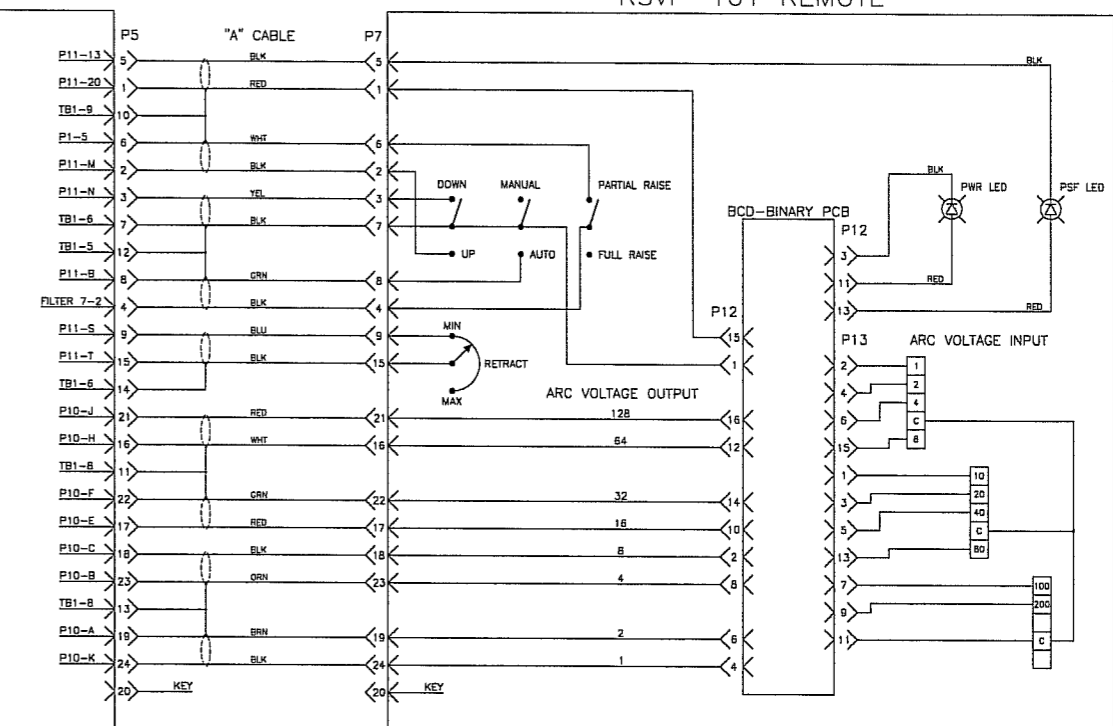 RSVP 101 REMOTE
P5 "A" CABLE P7
P11-13 5 BLK 5 BLK
P11-20 1 RED 1
TB1-9 10
P1-5 6 WHT 6
P11-M 2 BLK 2
DOWN MANUAL PARTIAL RAISE
P11-N 3 YEL 3
P11-N
TB1-6 7 BLK 7
TB1-5 12
UP AUTO FULL RAISE
P11-B 8 GRN 8
FILTER 7-2 4 BLK 4
P11-S 9 BLU 9
MIN
P11-T 15 BLK 15
RETRACT
MAX
TB1-6 14
P10-J 21 RED 21
P10-H 16 WHT 16
TB1-8 11
P10-F 22 GRN 22
P10-E 17 RED 17
P10-C 18 BLK 18
P10-B 23 ORN 23
TB1-8 13
P10-A 19 BRN 19
P10-K 24 BLK 24
20 KEY 20 KEY
ARC VOLTAGE OUTPUT
128
64
32
16
8
4
2
1
BCD-BINARY PCB
P12
15
1
16
12
14
10
2
8
6
4
P12
3 BLK PWR LED PSF LED
11 RED
13 RED
P13 ARC VOLTAGE INPUT
2 1
4 2
6 4
C
15 8
1 10
3 20
5 40
C
13 80
7 100
9 200
11 C